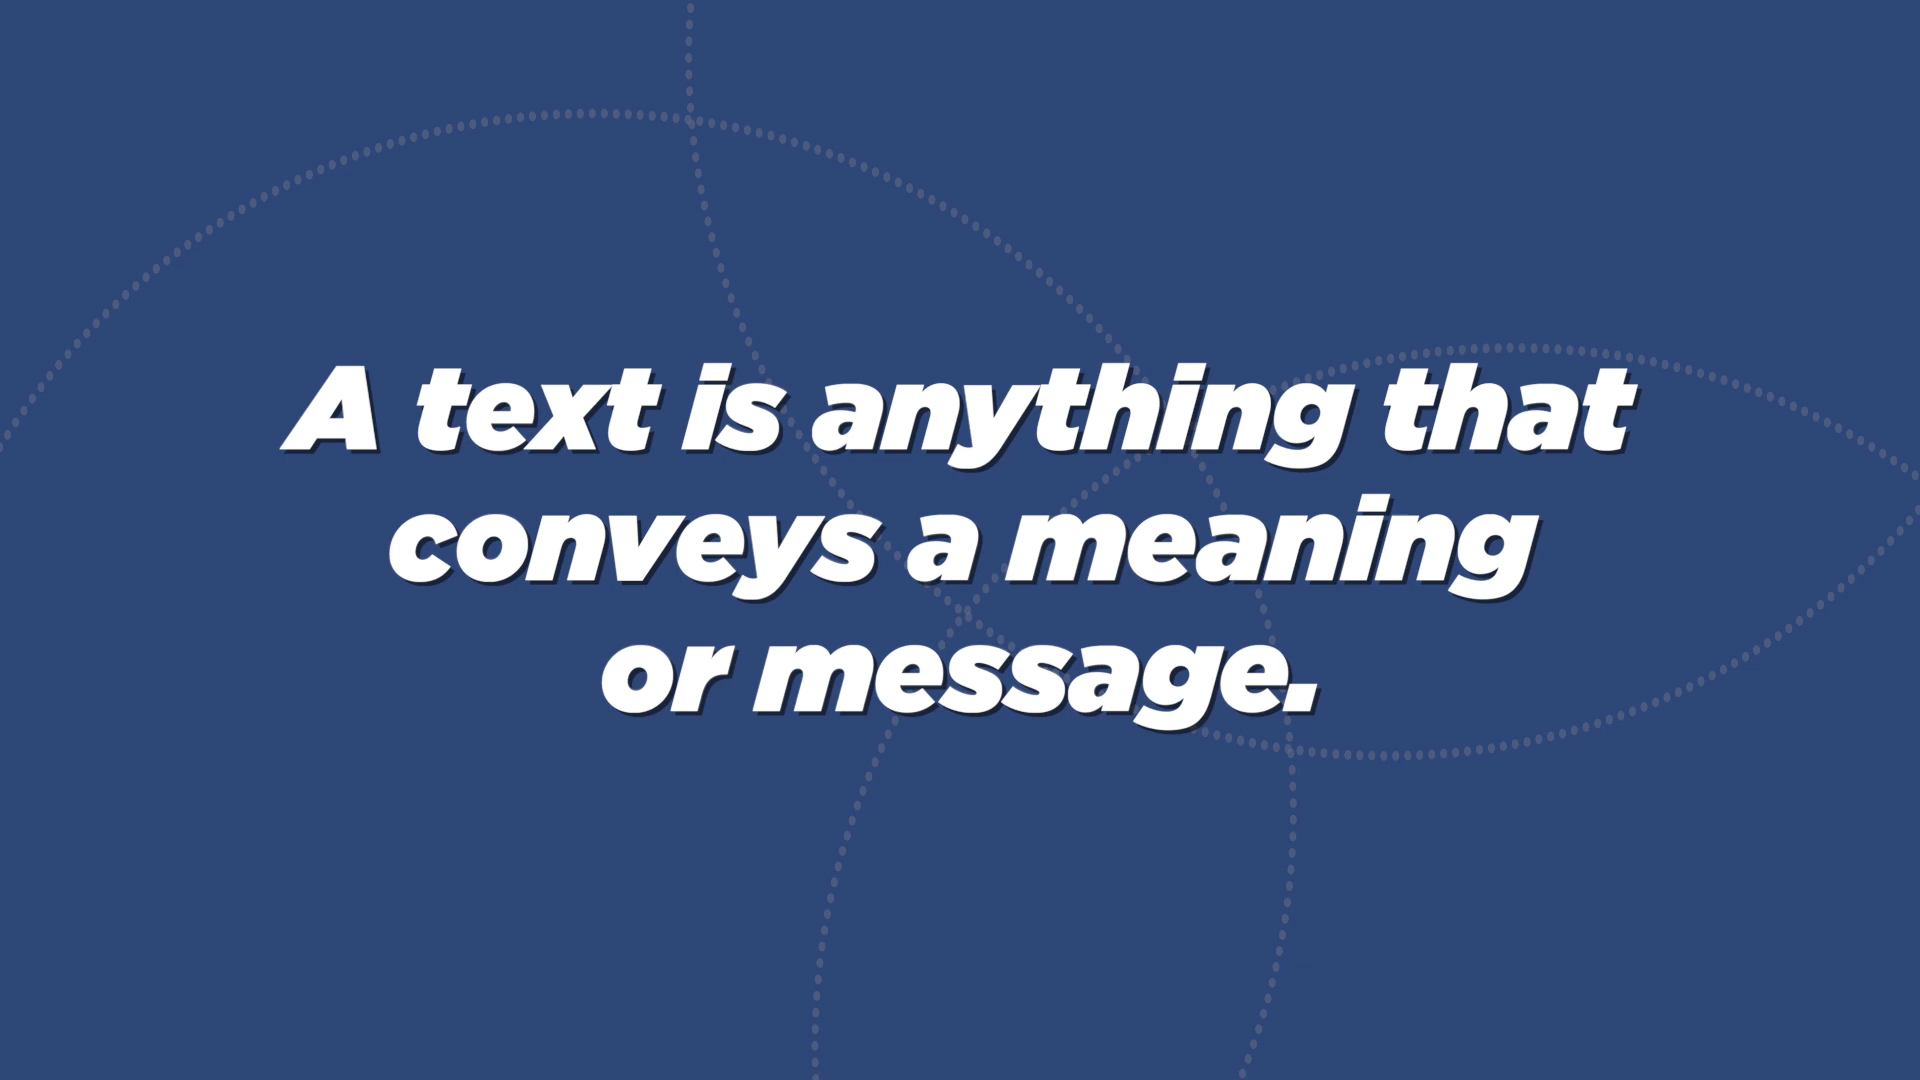 A text is anything that
conveys a meaning
or message.